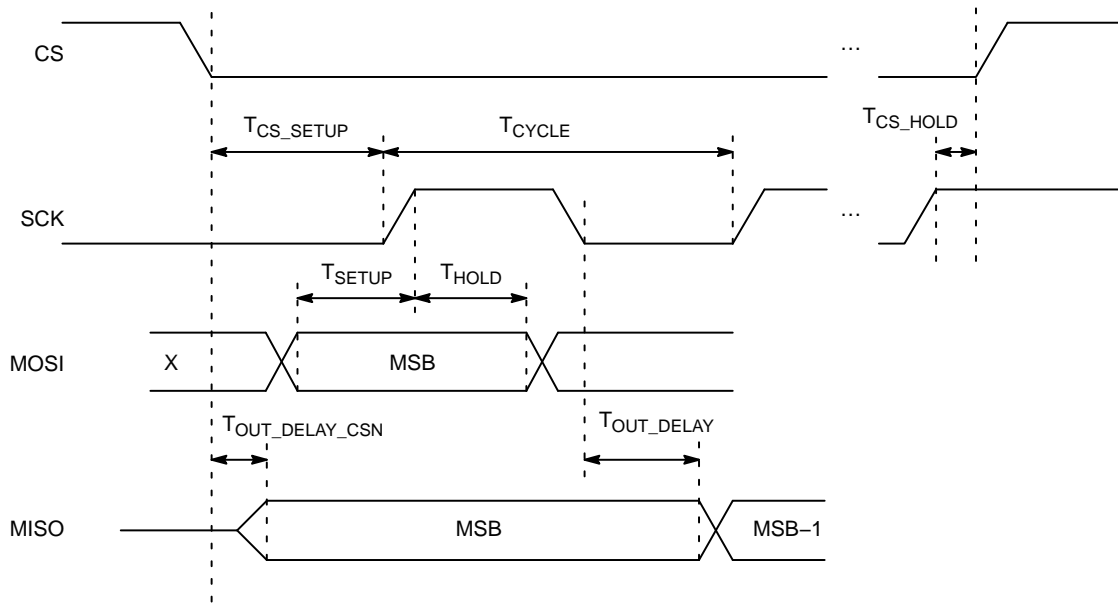 CS
...
T_CS_SETUP
T_CYCLE
T_CS_HOLD
SCK
...
T_SETUP
T_HOLD
MOSI
X
MSB
T_OUT_DELAY_CSN
T_OUT_DELAY
MISO
MSB
MSB–1